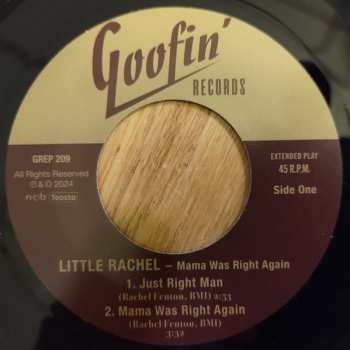 Goofin'
RECORDS
GREP 209
All Rights Reserved
℗ & © 2024
ncb Teosto
EXTENDED PLAY
45 R.P.M.
Side One
LITTLE RACHEL – Mama Was Right Again
1. Just Right Man
(Rachel Fenton, BMI) 2:53
2. Mama Was Right Again
(Rachel Fenton, BMI)
3:32